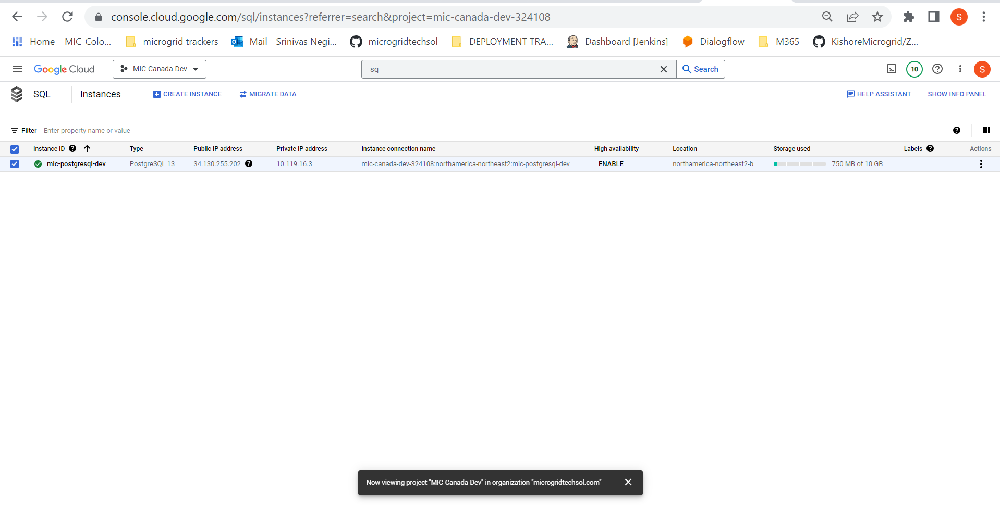 console.cloud.google.com/sql/instances?referrer=search&project=mic-canada-dev-324108
S
Home – MIC-Colo... microgrid trackers Mail - Srinivas Negi... microgridtechsol DEPLOYMENT TRA... Dashboard [Jenkins] Dialogflow M365 KishoreMicrogrid/Z...
Google Cloud MIC-Canada-Dev sq Search 10 S
SQL Instances CREATE INSTANCE MIGRATE DATA HELP ASSISTANT SHOW INFO PANEL
Filter Enter property name or value
Instance ID Type Public IP address Private IP address Instance connection name High availability Location Storage used Labels Actions
mic-postgresql-dev PostgreSQL 13 34.130.255.202 10.119.16.3 mic-canada-dev-324108:northamerica-northeast2:mic-postgresql-dev ENABLE northamerica-northeast2-b 750 MB of 10 GB
Now viewing project "MIC-Canada-Dev" in organization "microgridtechsol.com"